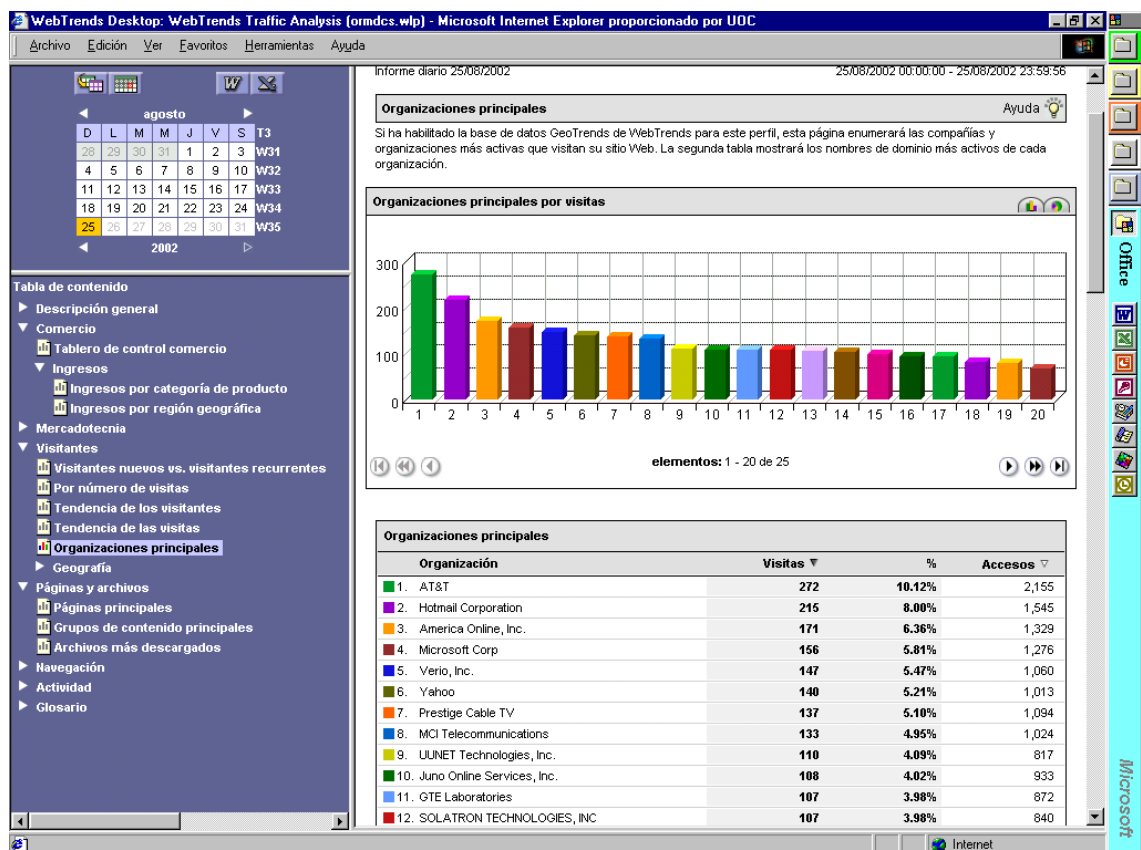 WebTrends Desktop: WebTrends Traffic Analysis (ormdcs.wlp) - Microsoft Internet Explorer proporcionado por UOC
Archivo Edición Ver Favoritos Herramientas Ayuda
agosto
D L M M J V S T3
28 29 30 31 1 2 3 W31
4 5 6 7 8 9 10 W32
11 12 13 14 15 16 17 W33
18 19 20 21 22 23 24 W34
25 26 27 28 29 30 31 W35
2002
Tabla de contenido
Descripción general
Comercio
Tablero de control comercio
Ingresos
Ingresos por categoría de producto
Ingresos por región geográfica
Mercadotecnia
Visitantes
Visitantes nuevos vs. visitantes recurrentes
Por número de visitas
Tendencia de los visitantes
Tendencia de las visitas
Organizaciones principales
Geografía
Páginas y archivos
Páginas principales
Grupos de contenido principales
Archivos más descargados
Navegación
Actividad
Glosario
Informe diario 25/08/2002 25/08/2002 00:00:00 - 25/08/2002 23:59:56
Organizaciones principales Ayuda
Si ha habilitado la base de datos GeoTrends de WebTrends para este perfil, esta página enumerará las compañías y
organizaciones más activas que visitan su sitio Web. La segunda tabla mostrará los nombres de dominio más activos de cada
organización.
Organizaciones principales por visitas
300
200
100
0
1 2 3 4 5 6 7 8 9 10 11 12 13 14 15 16 17 18 19 20
elementos: 1 - 20 de 25
Organizaciones principales
Organización Visitas % Accesos
1. AT&T 272 10.12% 2,155
2. Hotmail Corporation 215 8.00% 1,545
3. America Online, Inc. 171 6.36% 1,329
4. Microsoft Corp 156 5.81% 1,276
5. Verio, Inc. 147 5.47% 1,060
6. Yahoo 140 5.21% 1,013
7. Prestige Cable TV 137 5.10% 1,094
8. MCI Telecommunications 133 4.95% 1,024
9. UUNET Technologies, Inc. 110 4.09% 817
10. Juno Online Services, Inc. 108 4.02% 933
11. GTE Laboratories 107 3.98% 872
12. SOLATRON TECHNOLOGIES, INC 107 3.98% 840
Internet
Office
Microsoft